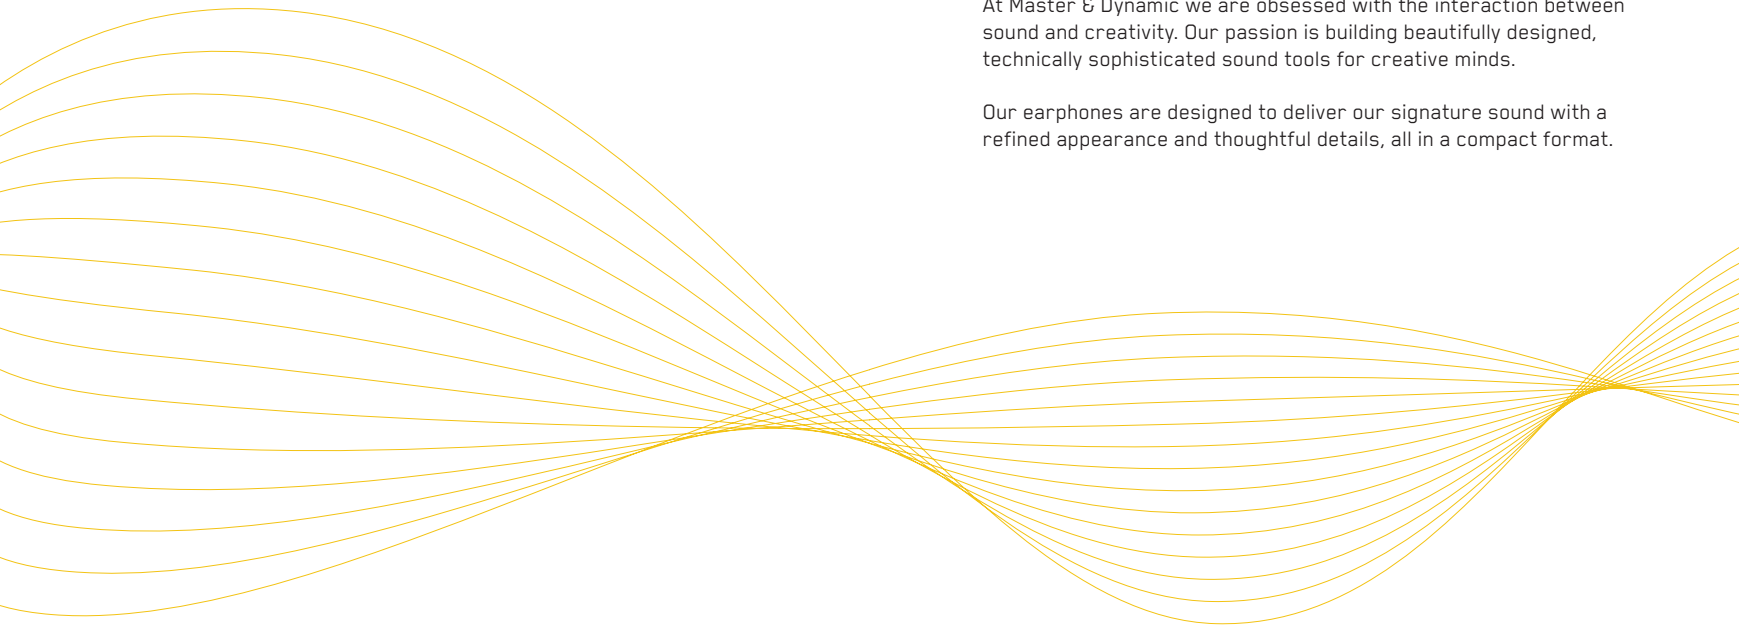 At Master & Dynamic we are obsessed with the interaction between
sound and creativity. Our passion is building beautifully designed,
technically sophisticated sound tools for creative minds.
Our earphones are designed to deliver our signature sound with a
refined appearance and thoughtful details, all in a compact format.